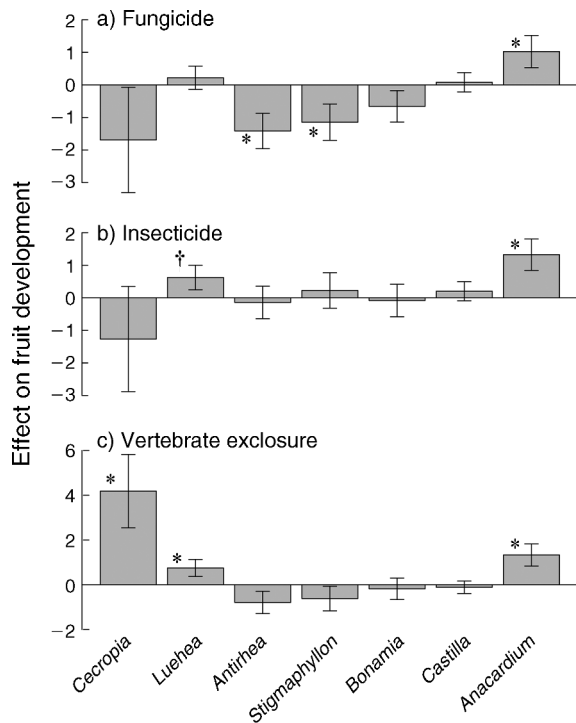 a) Fungicide
2
1
0
−1
−2
−3
*
*
*
*
b) Insecticide
2
1
0
−1
−2
−3
†
*
c) Vertebrate exclosure
6
4
2
0
−2
*
*
*
Effect on fruit development
Cecropia
Luehea
Antirhea
Stigmaphyllon
Bonamia
Castilla
Anacardium